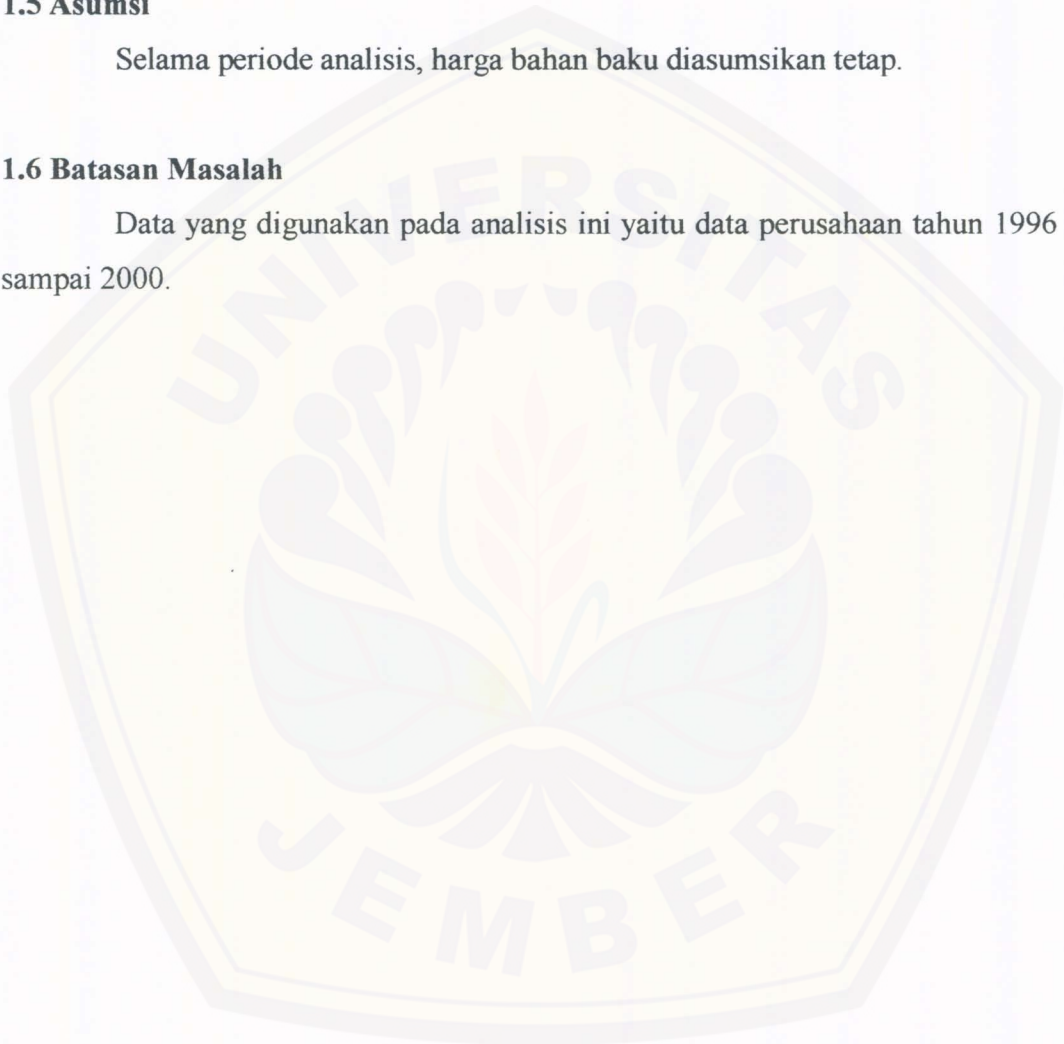 1.5 Asumsi
Selama periode analisis, harga bahan baku diasumsikan tetap.
1.6 Batasan Masalah
Data yang digunakan pada analisis ini yaitu data perusahaan tahun 1996
sampai 2000.
UNIVERSITAS
JEMBER